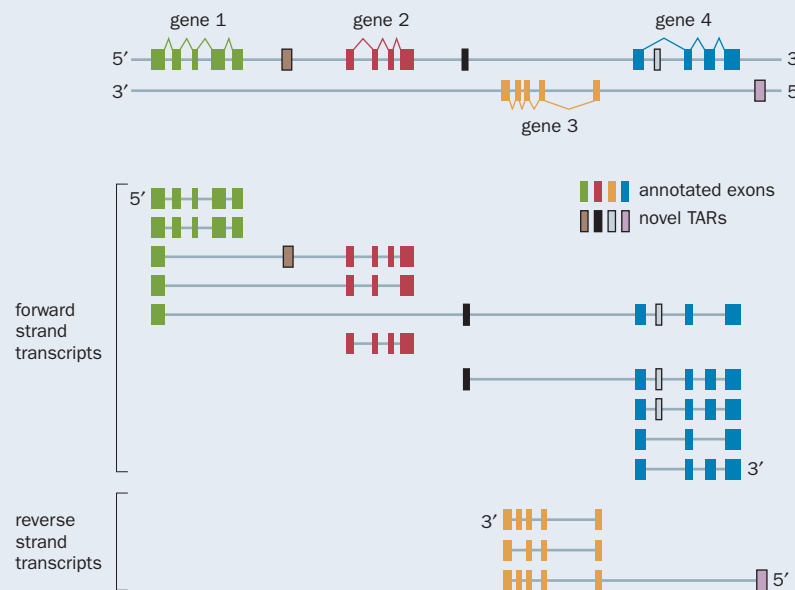 gene 1
gene 2
gene 4
5′
3′
3′
5′
gene 3
5′
annotated exons
novel TARs
forward
strand
transcripts
3′
reverse
strand
transcripts
3′
5′